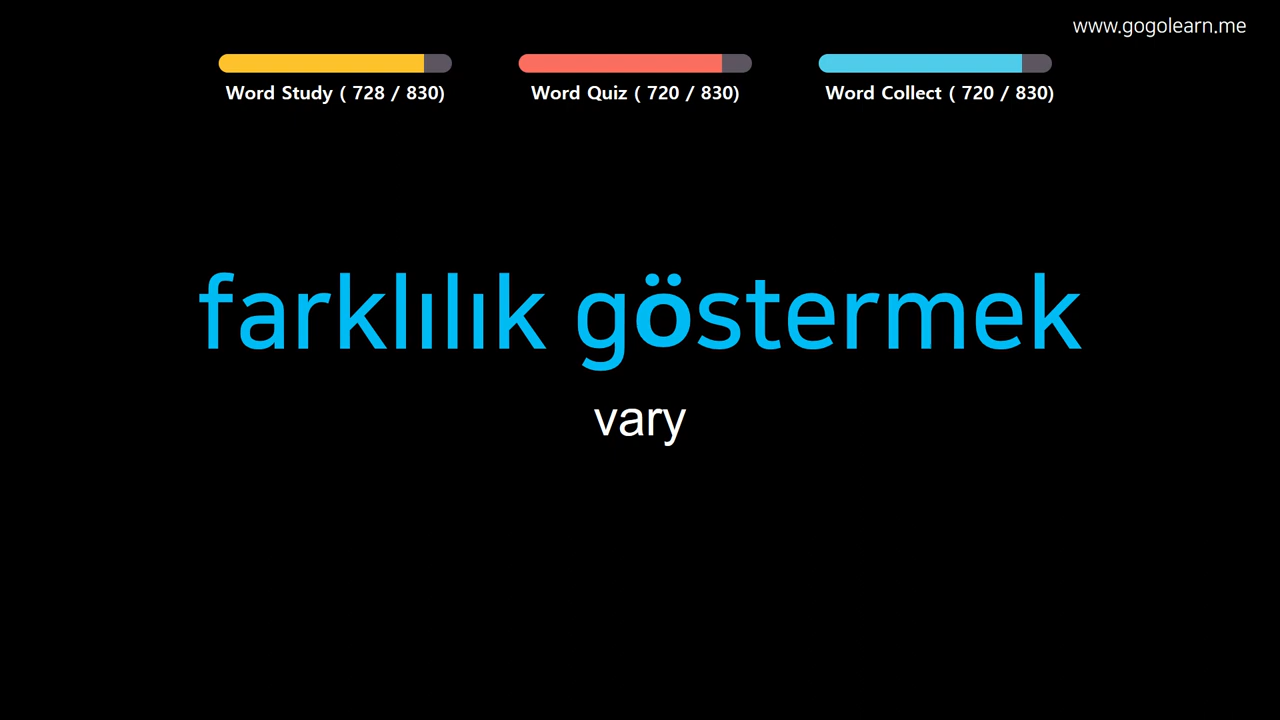 www.gogolearn.me
Word Study ( 728 / 830)
Word Quiz ( 720 / 830)
Word Collect ( 720 / 830)
farklılık göstermek
vary